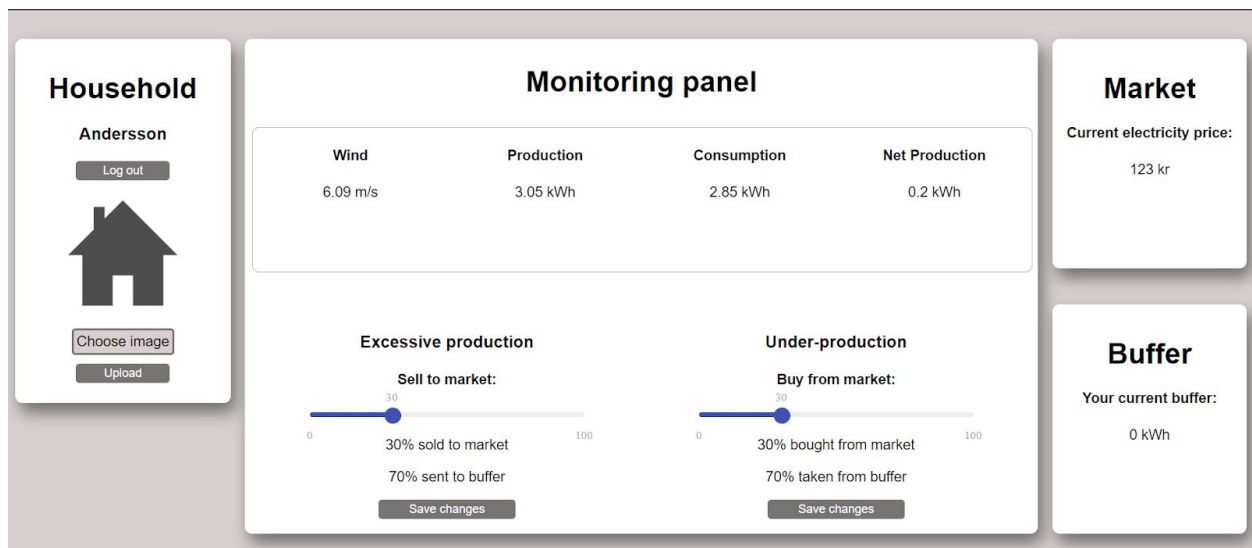 Household
Andersson
Log out
Choose image
Upload
Monitoring panel
Wind Production Consumption Net Production
6.09 m/s 3.05 kWh 2.85 kWh 0.2 kWh
Excessive production
Sell to market:
30
0 100
30% sold to market
70% sent to buffer
Save changes
Under-production
Buy from market:
30
0 100
30% bought from market
70% taken from buffer
Save changes
Market
Current electricity price:
123 kr
Buffer
Your current buffer:
0 kWh